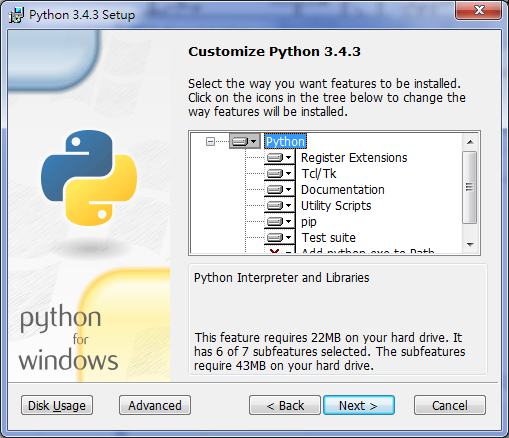 Python 3.4.3 Setup
Customize Python 3.4.3
Select the way you want features to be installed.
Click on the icons in the tree below to change the
way features will be installed.
Python
Register Extensions
Tcl/Tk
Documentation
Utility Scripts
pip
Test suite
Add python.exe to Path
Python Interpreter and Libraries
This feature requires 22MB on your hard drive. It
has 6 of 7 subfeatures selected. The subfeatures
require 43MB on your hard drive.
python
for
windows
Disk Usage
Advanced
< Back
Next >
Cancel